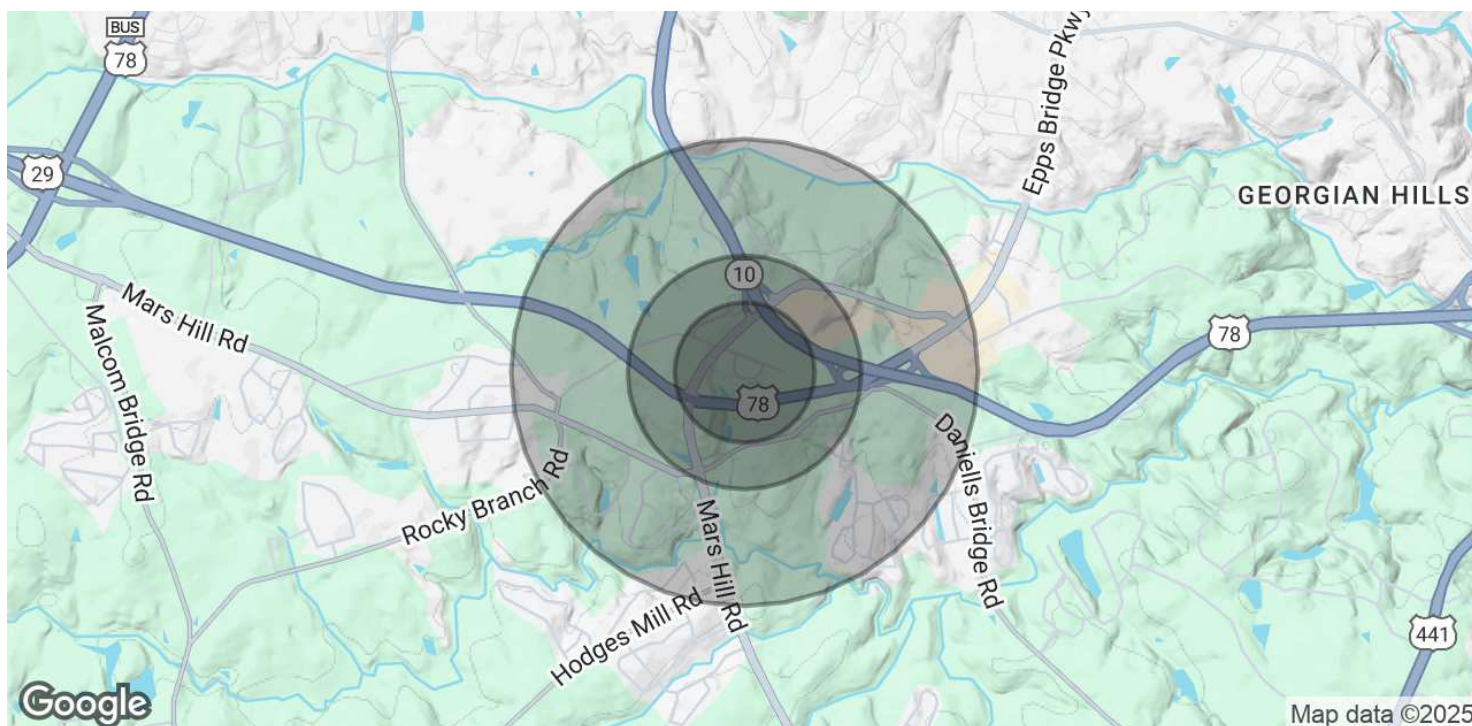 BUS
78
29
Mars Hill Rd
Malcom Bridge Rd
Rocky Branch Rd
Hodges Mill Rd
Mars Hill Rd
10
78
Daniells Bridge Rd
Epps Bridge Pkwy
GEORGIAN HILLS
78
441
Google
Map data ©2025